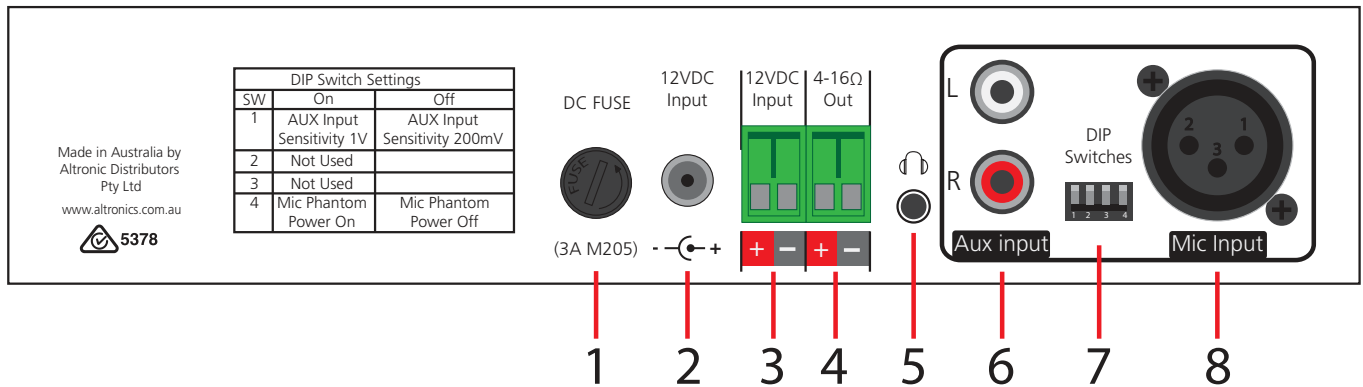 Made in Australia by
Altronic Distributors
Pty Ltd
www.altronics.com.au
5378
DIP Switch Settings
SW On Off
1 AUX Input AUX Input
Sensitivity 1V Sensitivity 200mV
2 Not Used
3 Not Used
4 Mic Phantom Mic Phantom
Power On Power Off
DC FUSE
FUSE
(3A M205)
12VDC
Input
- +
12VDC
Input
+ −
4-16Ω
Out
+ −
L
R
Aux input
DIP
Switches
1 2 3 4
2 1
3
Mic Input
1 2 3 4 5 6 7 8